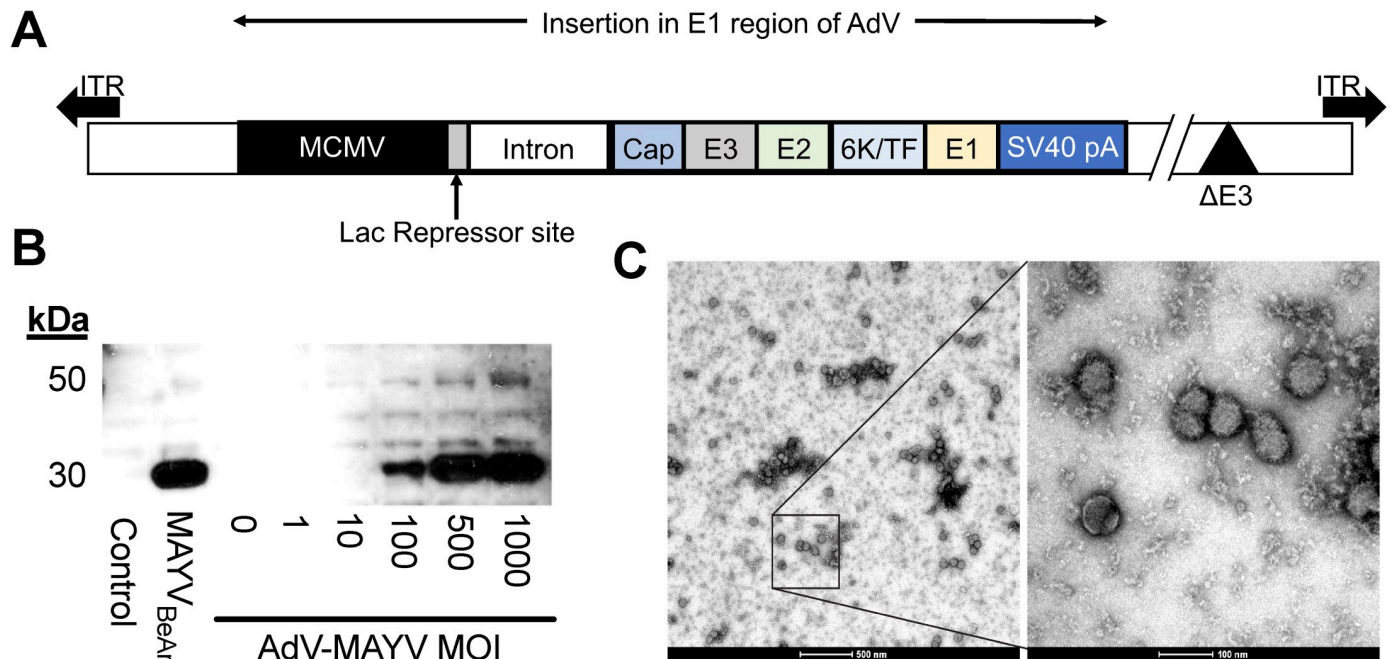 A
Insertion in E1 region of AdV
ITR
ITR
MCMV
Intron
Cap
E3
E2
6K/TF
E1
SV40 pA
ΔE3
Lac Repressor site
B
kDa
50
30
Control
MAYV BeAr
0
1
10
100
500
1000
AdV-MAYV MOI
C
500 nm
100 nm